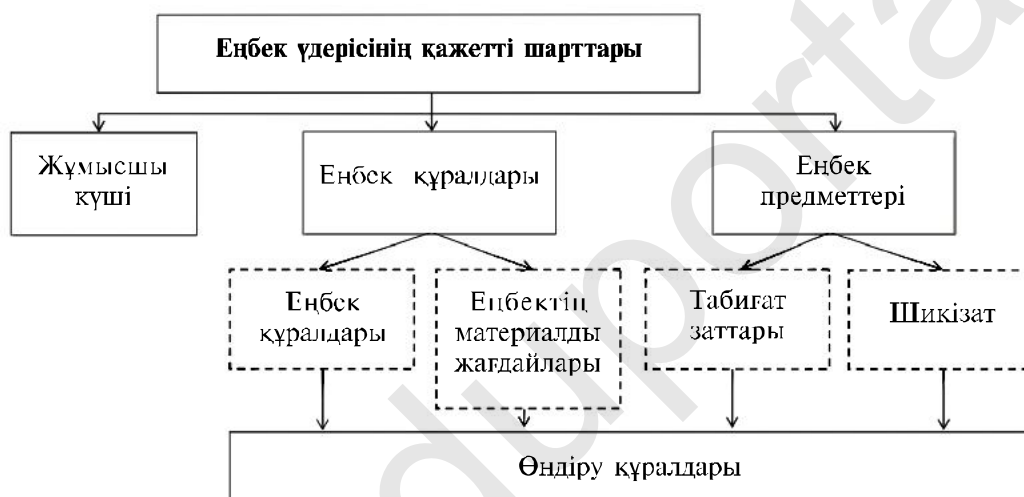 Еңбек үдерісінің қажетті шарттары
Жұмысшы
күші
Еңбек құралдары
Еңбек
предметтері
Еңбек
құралдары
Еңбектің
материалды
жағдайлары
Табиғат
заттары
Шикізат
Өндіру құралдары